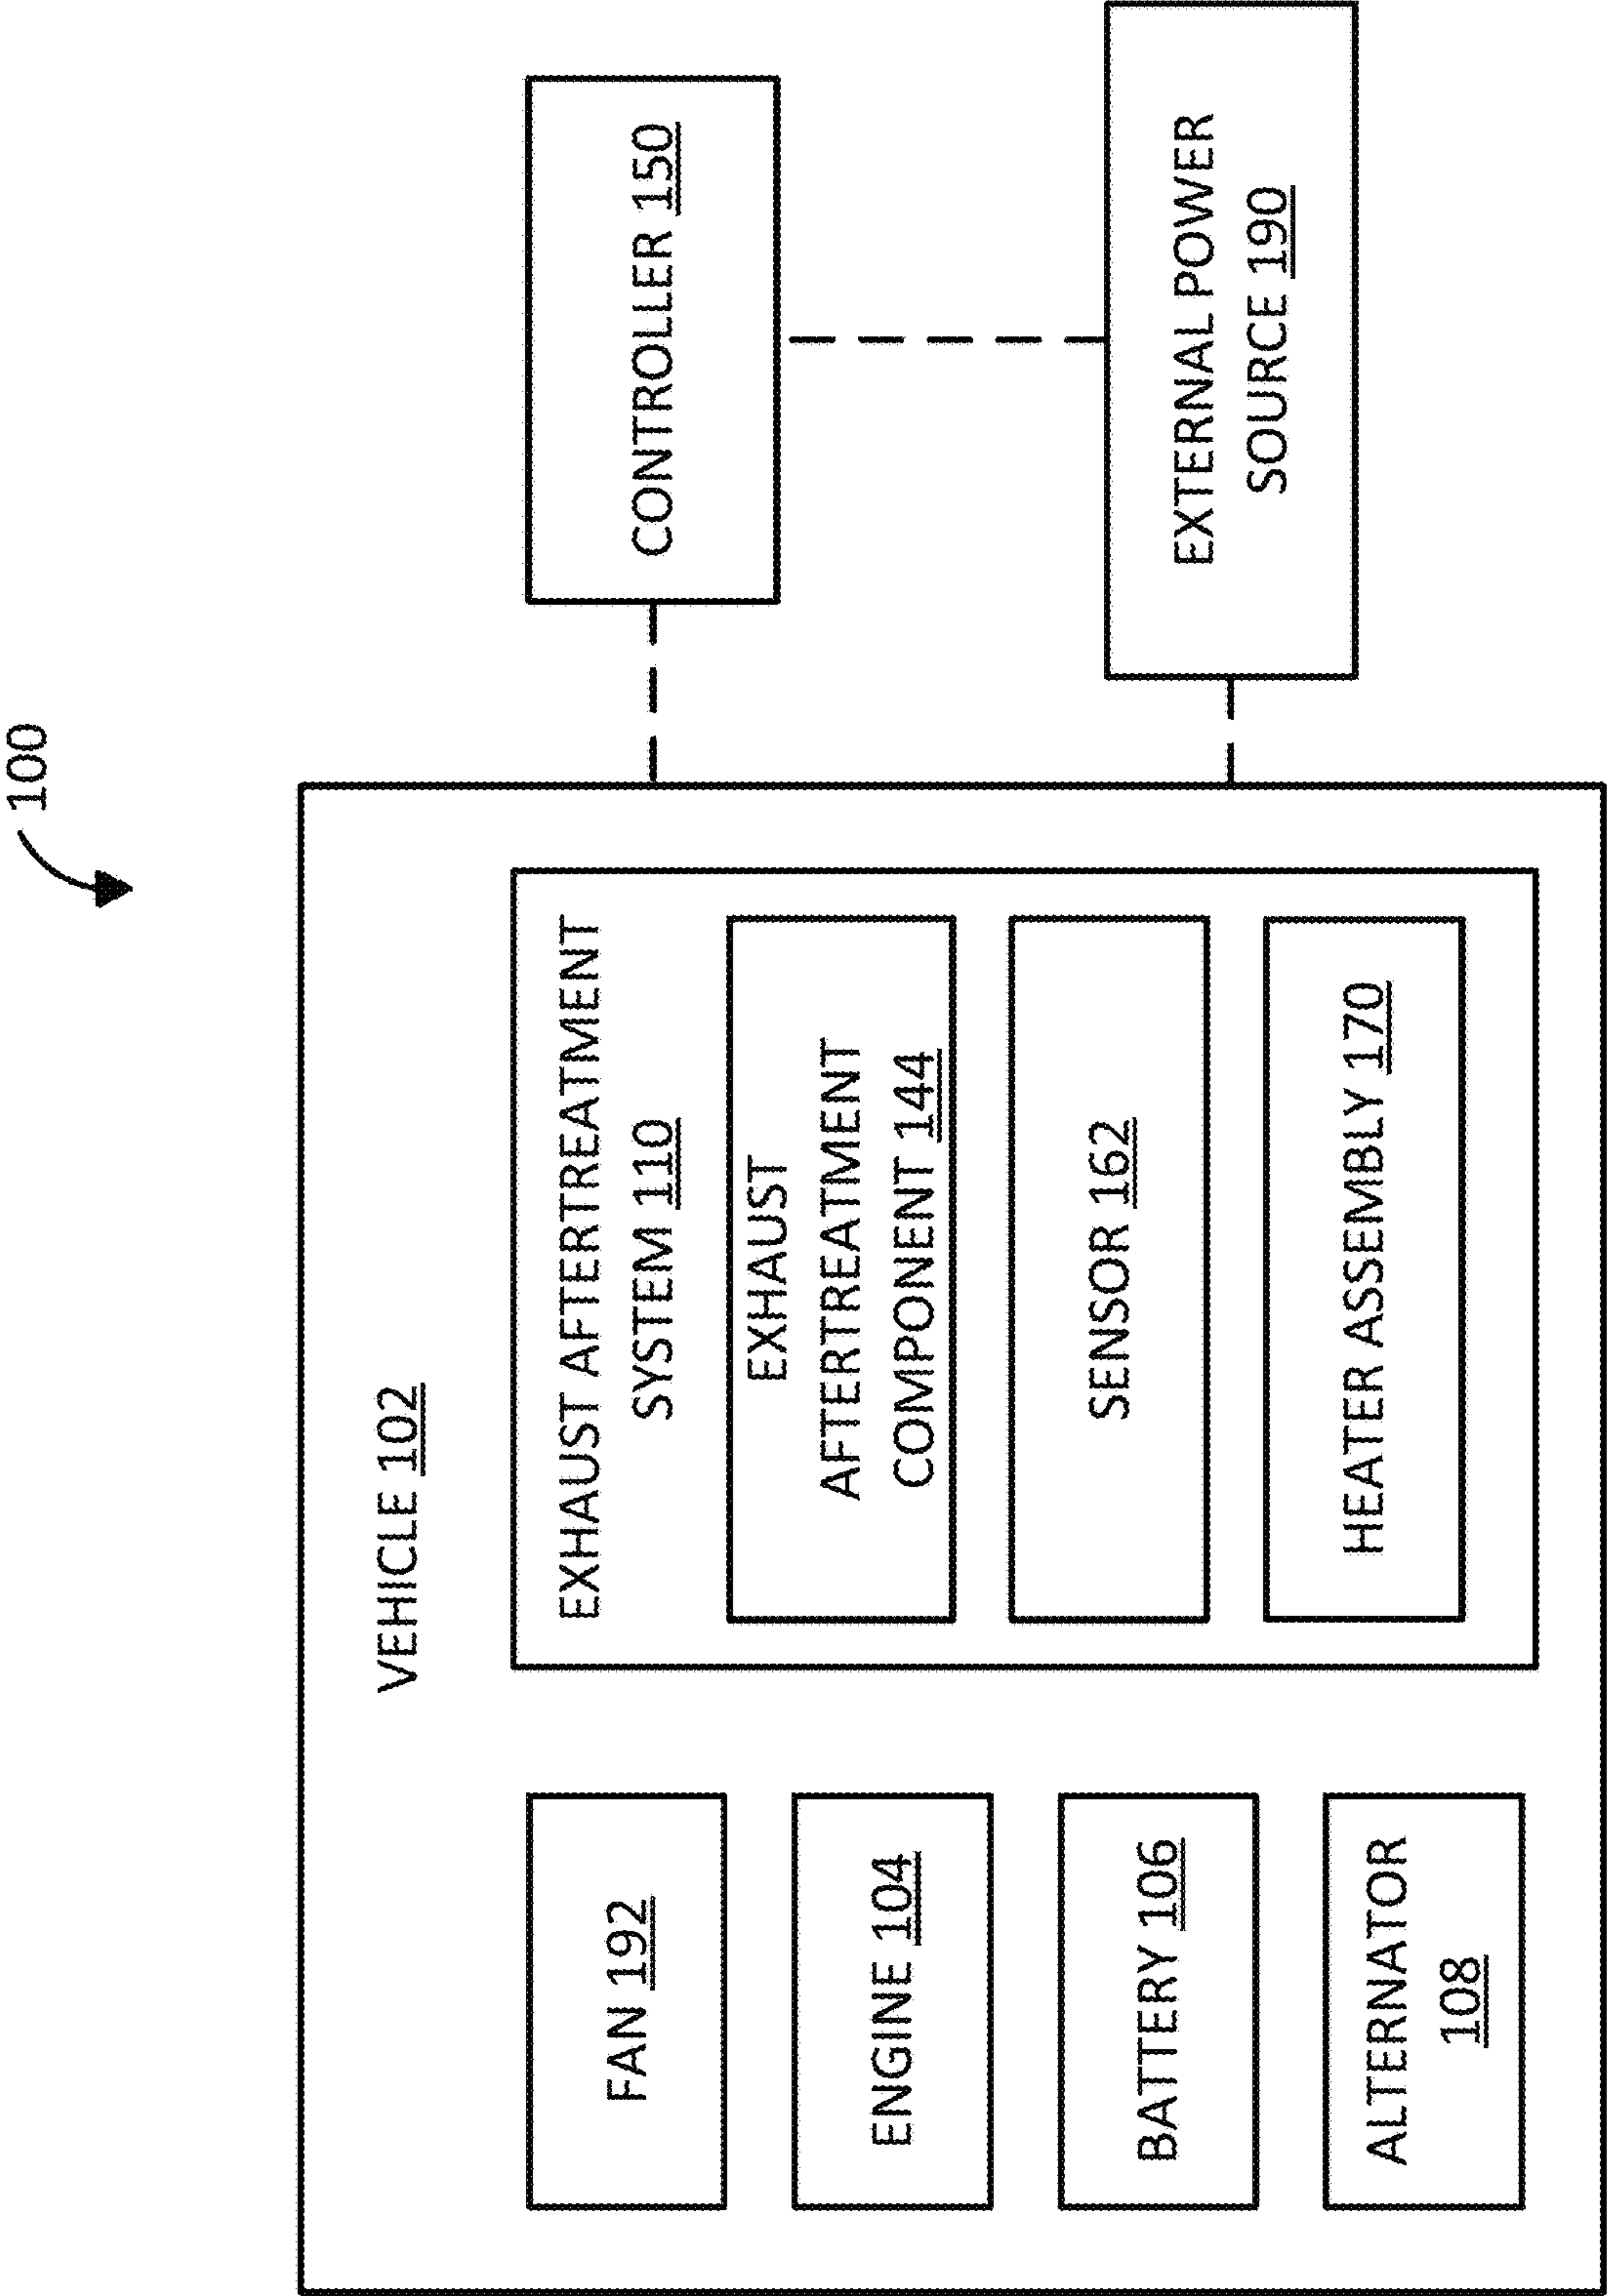 100
VEHICLE 102
FAN 192
ENGINE 104
BATTERY 106
ALTERNATOR
108
EXHAUST AFTERTREATMENT
SYSTEM 110
EXHAUST
AFTERTREATMENT
COMPONENT 144
SENSOR 162
HEATER ASSEMBLY 170
CONTROLLER 150
EXTERNAL POWER
SOURCE 190